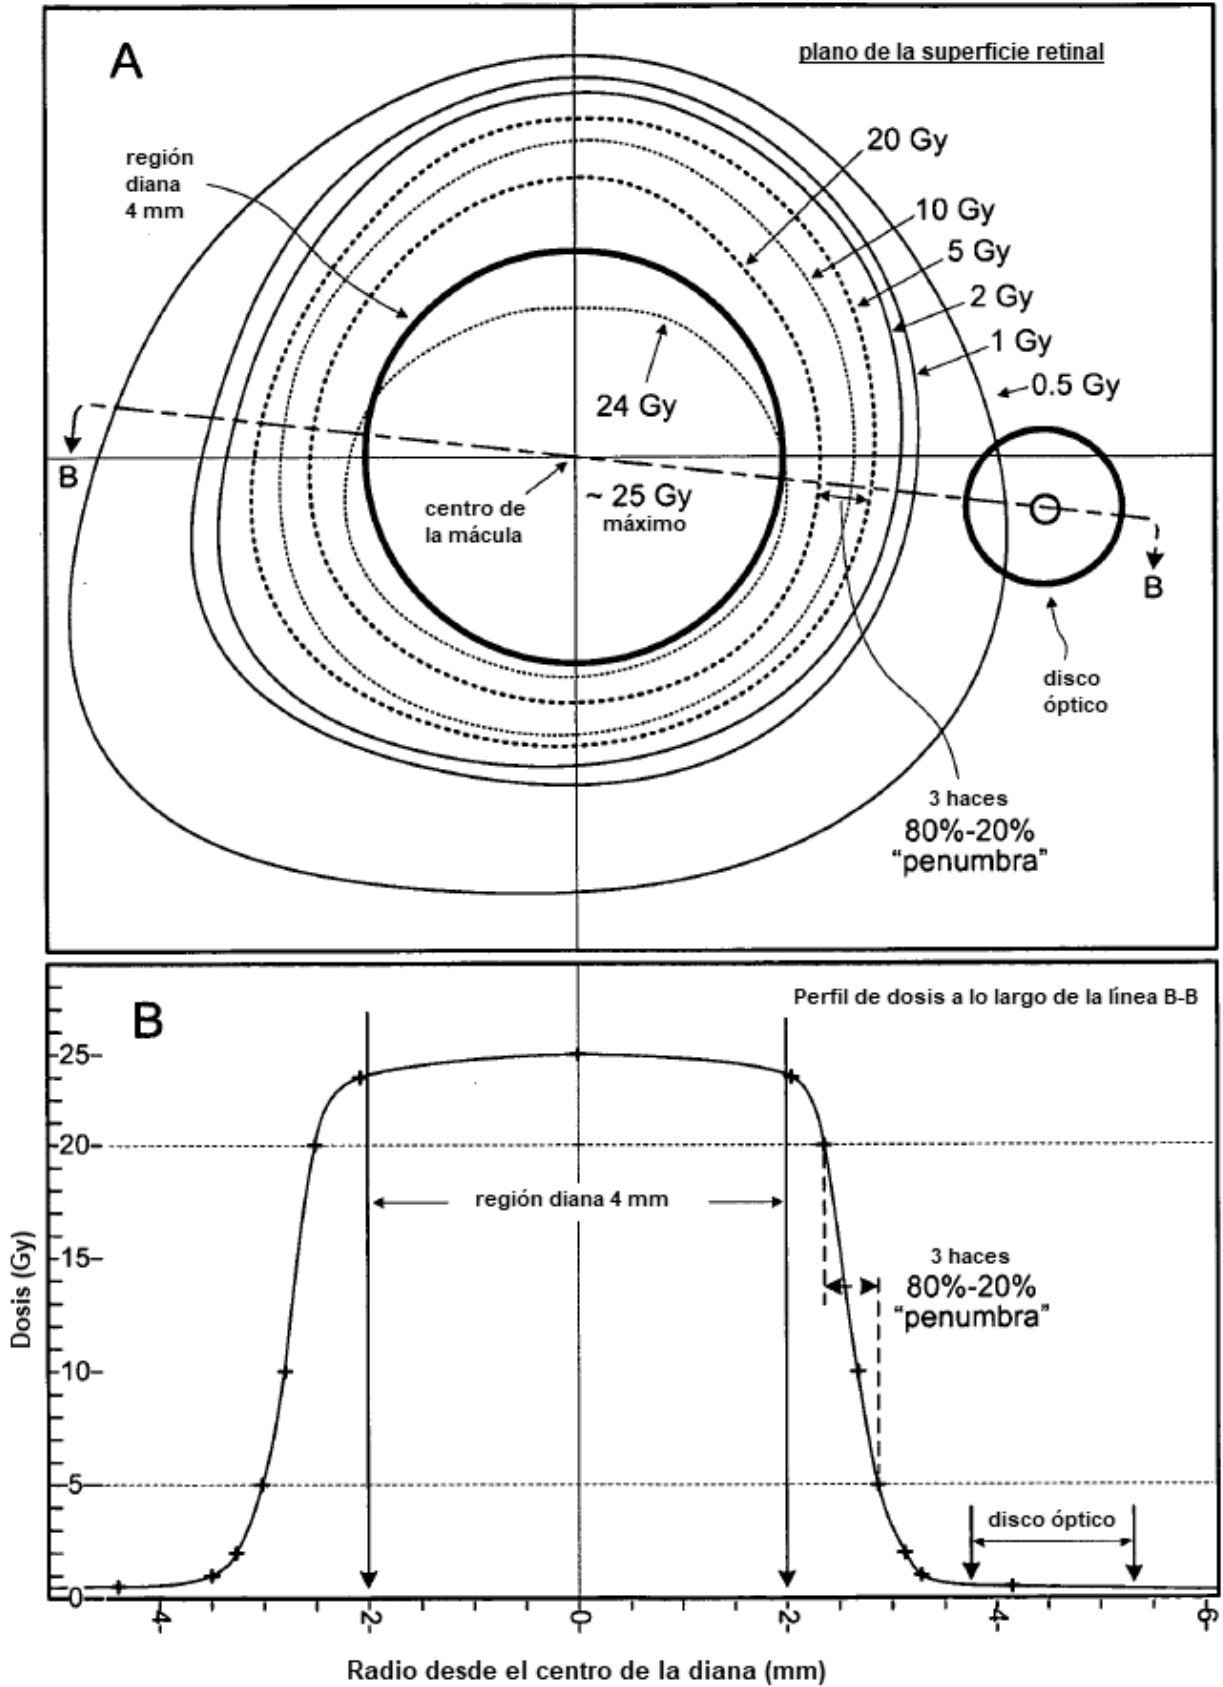 A
plano de la superficie retinal
20 Gy
región
diana
4 mm
10 Gy
5 Gy
2 Gy
1 Gy
0.5 Gy
24 Gy
B
centro de
la mácula
~ 25 Gy
máximo
B
disco
óptico
3 haces
80%-20%
“penumbra”
B
Perfil de dosis a lo largo de la línea B-B
25
20
región diana 4 mm
15
3 haces
80%-20%
“penumbra”
10
5
disco óptico
0
Dosis (Gy)
4 2 0 2 4 6
Radio desde el centro de la diana (mm)